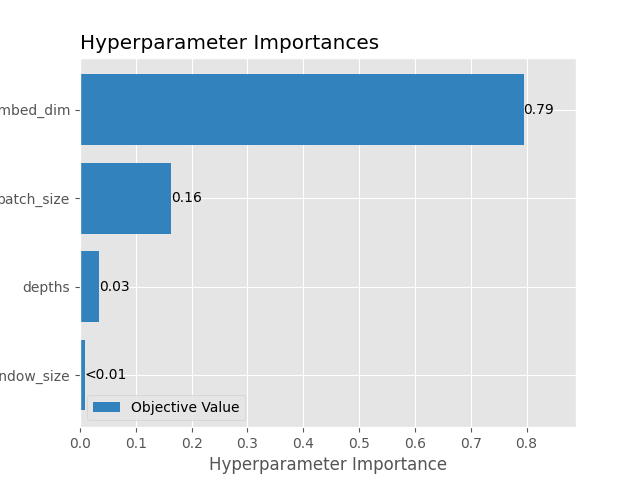 Hyperparameter Importances
mbed_dim
0.79
patch_size
0.16
depths
0.03
ndow_size
<0.01
Objective Value
0.0 0.1 0.2 0.3 0.4 0.5 0.6 0.7 0.8
Hyperparameter Importance